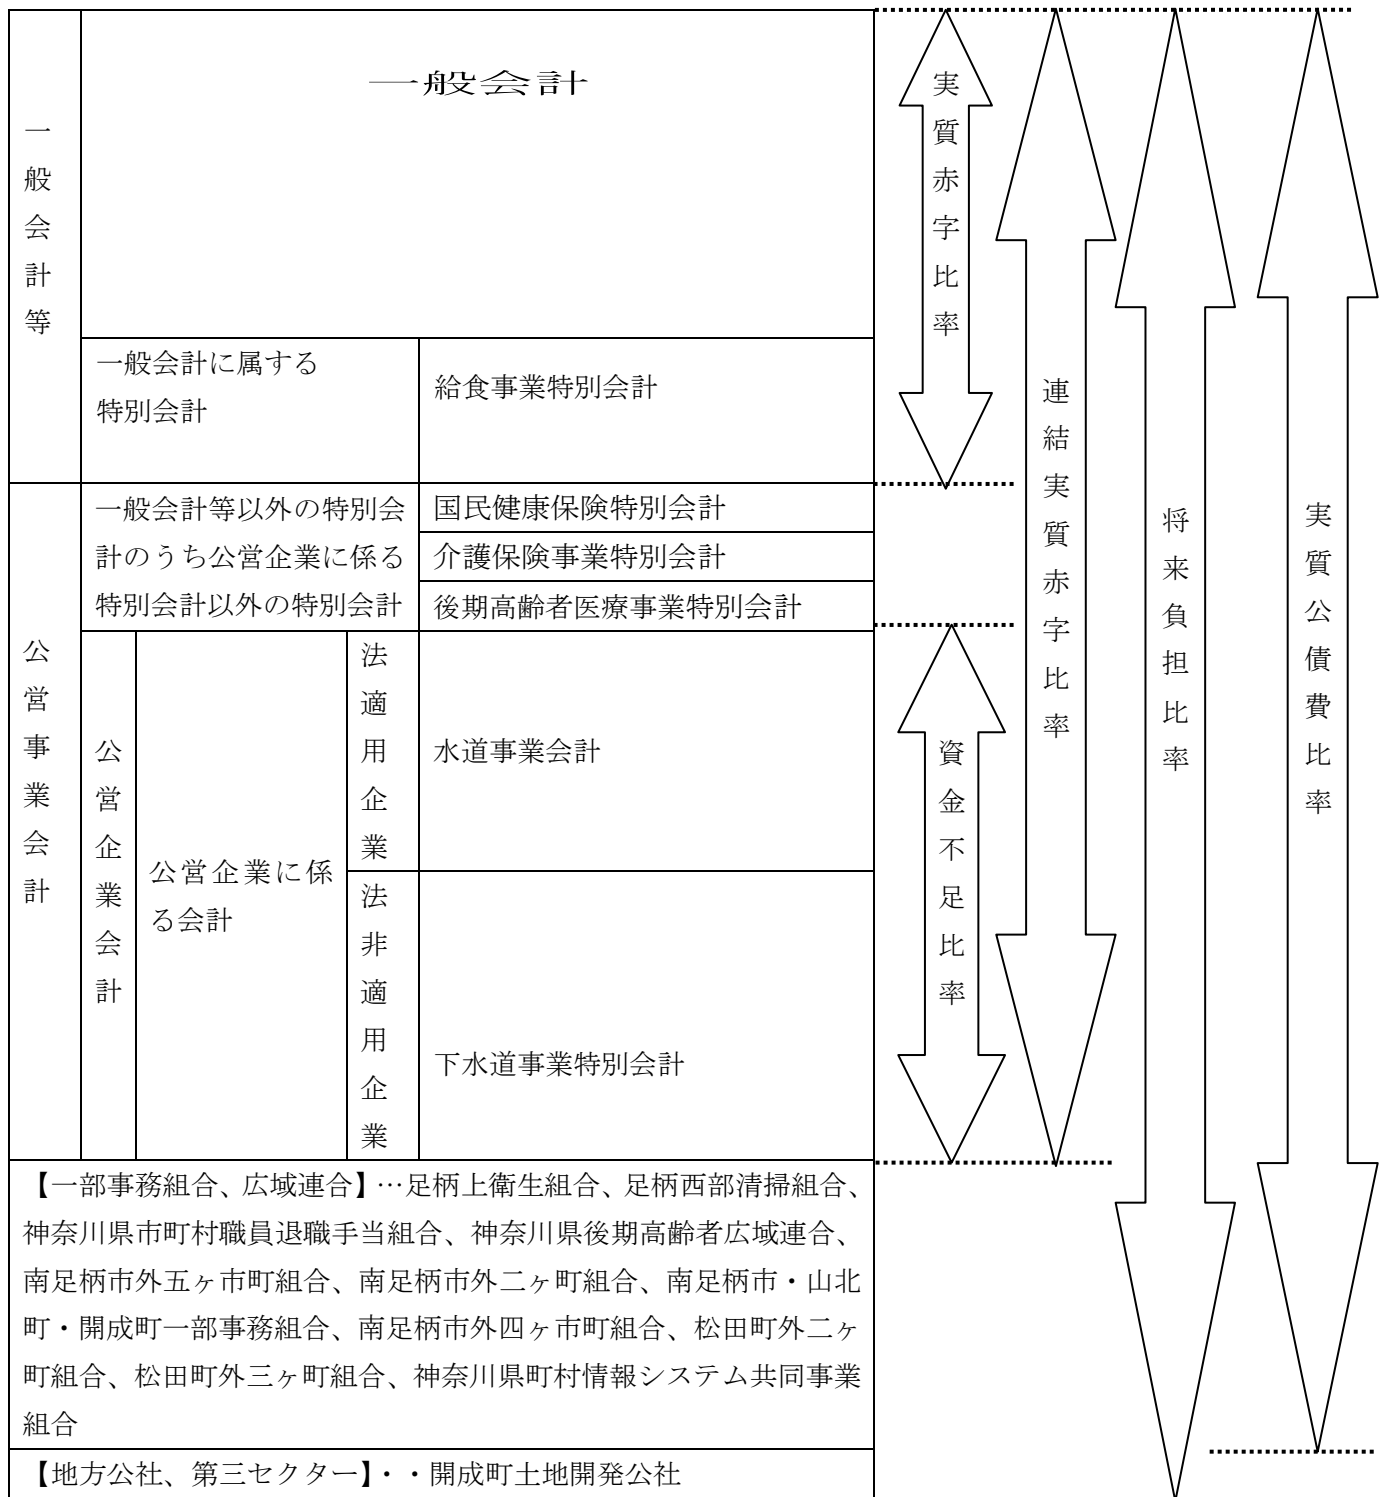 一般会計等
一般会計
一般会計に属する
特別会計
給食事業特別会計
公営事業会計
一般会計等以外の特別会
計のうち公営企業に係る
特別会計以外の特別会計
国民健康保険特別会計
介護保険事業特別会計
後期高齢者医療事業特別会計
公営企業会計
公営企業に係
る会計
法適用企業
水道事業会計
法非適用企業
下水道事業特別会計
【一部事務組合、広域連合】…足柄上衛生組合、足柄西部清掃組合、
神奈川県市町村職員退職手当組合、神奈川県後期高齢者広域連合、
南足柄市外五ヶ市町組合、南足柄市外二ヶ町組合、南足柄市・山北
町・開成町一部事務組合、南足柄市外四ヶ市町組合、松田町外二ヶ
町組合、松田町外三ヶ町組合、神奈川県町村情報システム共同事業
組合
【地方公社、第三セクター】・・開成町土地開発公社
実質赤字比率
資金不足比率
連結実質赤字比率
将来負担比率
実質公債費比率